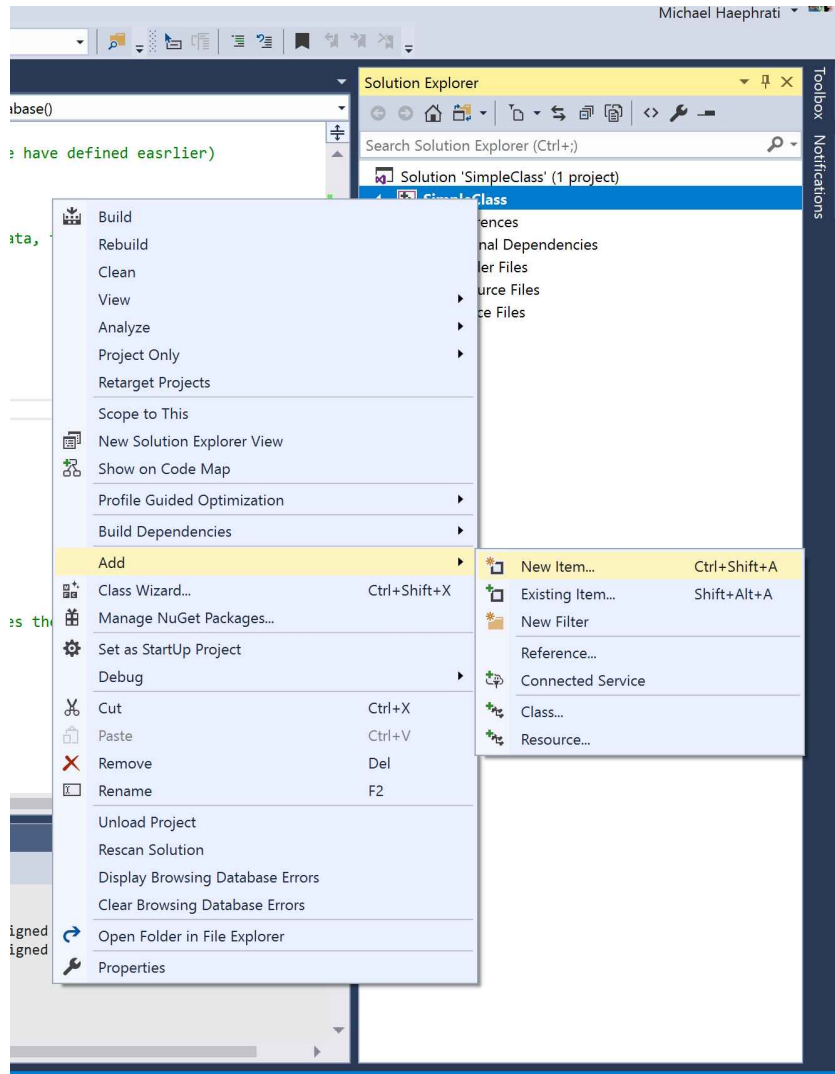 Michael Haephrati
Solution Explorer
abase()
Search Solution Explorer (Ctrl+;)
e have defined easrlier)
Solution 'SimpleClass' (1 project)
SimpleClass
rences
nal Dependencies
der Files
urce Files
ce Files
ata,
Build
Rebuild
Clean
View
Analyze
Project Only
Retarget Projects
Scope to This
New Solution Explorer View
Show on Code Map
Profile Guided Optimization
Build Dependencies
Add
New Item... Ctrl+Shift+A
Existing Item... Shift+Alt+A
New Filter
Reference...
Connected Service
Class...
Resource...
Class Wizard... Ctrl+Shift+X
es the
Manage NuGet Packages...
Set as StartUp Project
Debug
Cut Ctrl+X
Paste Ctrl+V
Remove Del
Rename F2
Unload Project
Rescan Solution
Display Browsing Database Errors
Clear Browsing Database Errors
igned
igned
Open Folder in File Explorer
Properties
Toolbox
Notifications